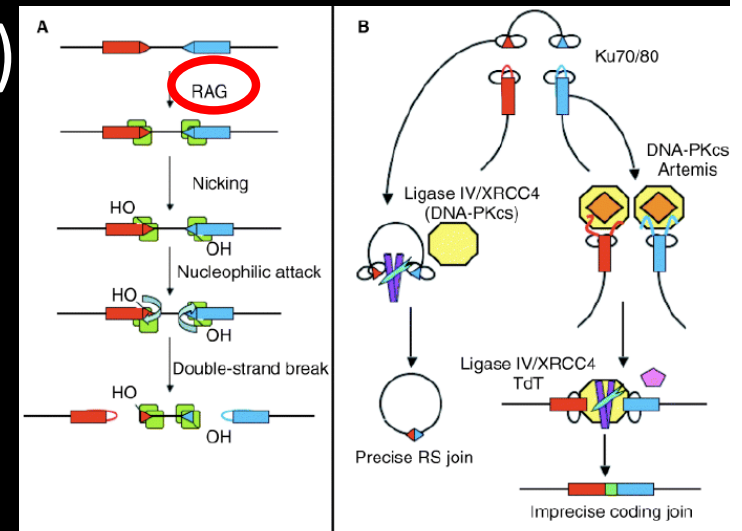 )
A
RAG
Nicking
HO
OH
Nucleophilic attack
HO
OH
Double-strand break
HO
OH
B
Ku70/80
DNA-PKcs
Artemis
Ligase IV/XRCC4
(DNA-PKcs)
Ligase IV/XRCC4
TdT
Precise RS join
Imprecise coding join